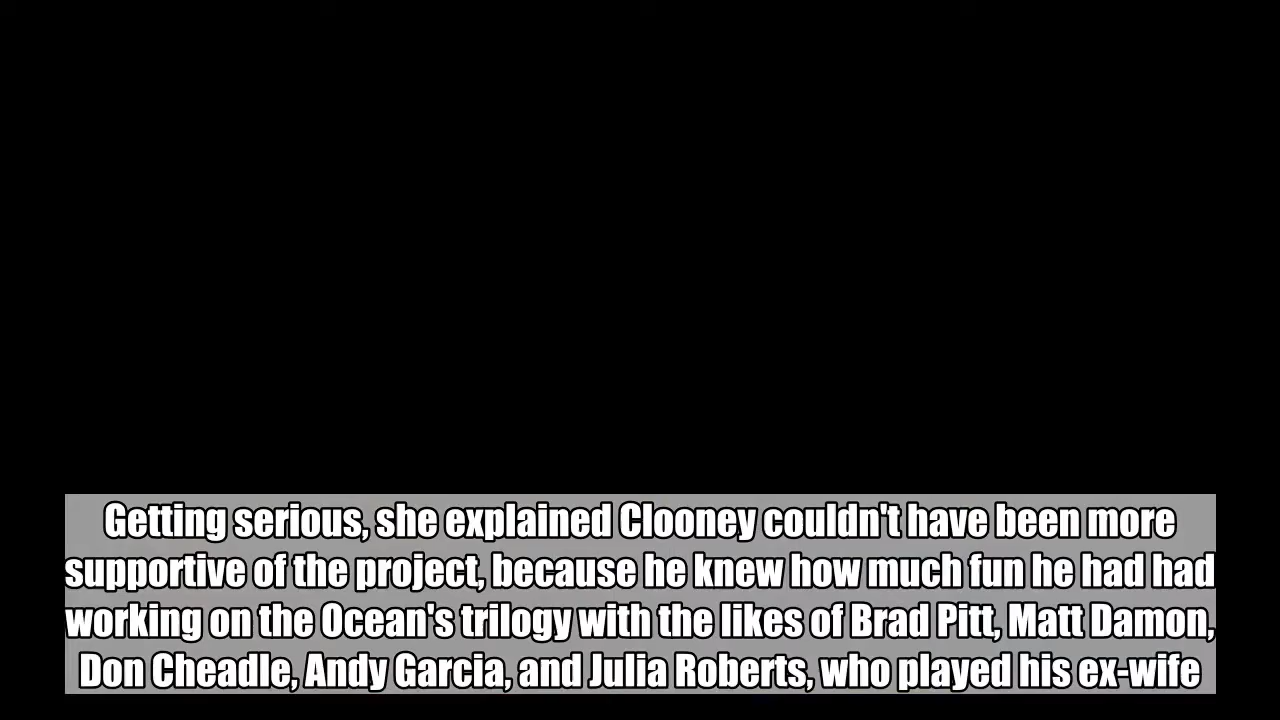 Getting serious, she explained Clooney couldn't have been more
supportive of the project, because he knew how much fun he had had
working on the Ocean's trilogy with the likes of Brad Pitt, Matt Damon,
Don Cheadle, Andy Garcia, and Julia Roberts, who played his ex-wife